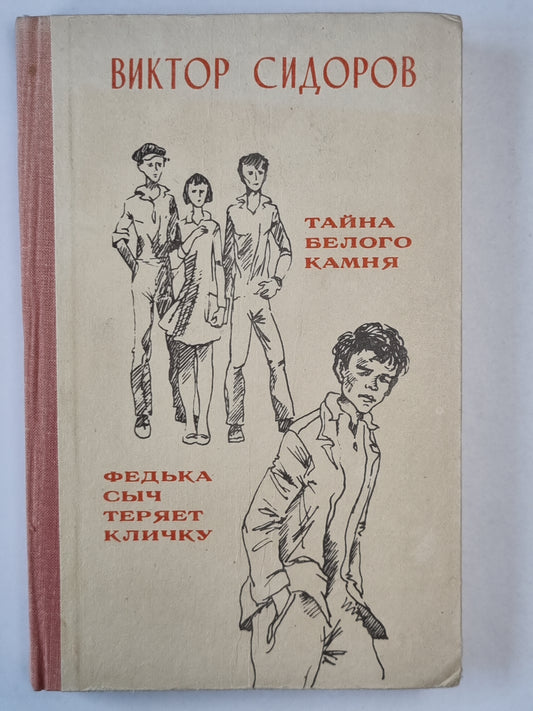 ВИКТОР СИДОРОВ
ТАЙНА
БЕЛОГО
КАМНЯ
ФЕДЬКА
СЫЧ
ТЕРЯЕТ
КЛИЧКУ